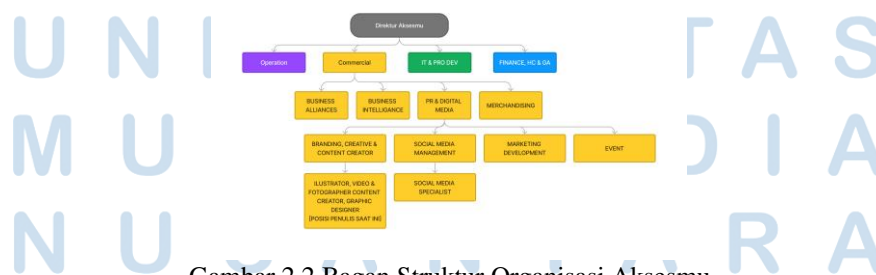 Direktur Aksesmu
Operation
Commercial
IT & PRO DEV
FINANCE, HC & GA
BUSINESS
ALLIANCES
BUSINESS
INTELLIGANCE
PR & DIGITAL
MEDIA
MERCHANDISING
BRANDING, CREATIVE &
CONTENT CREATOR
SOCIAL MEDIA
MANAGEMENT
MARKETING
DEVELOPMENT
EVENT
ILUSTRATOR, VIDEO &
FOTOGRAPHER CONTENT
CREATOR, GRAPHIC
DESIGNER
[POSISI PENULIS SAAT INI]
SOCIAL MEDIA
SPECIALIST
Gambar 2.2 Bagan Struktur Organisasi Aksesmu